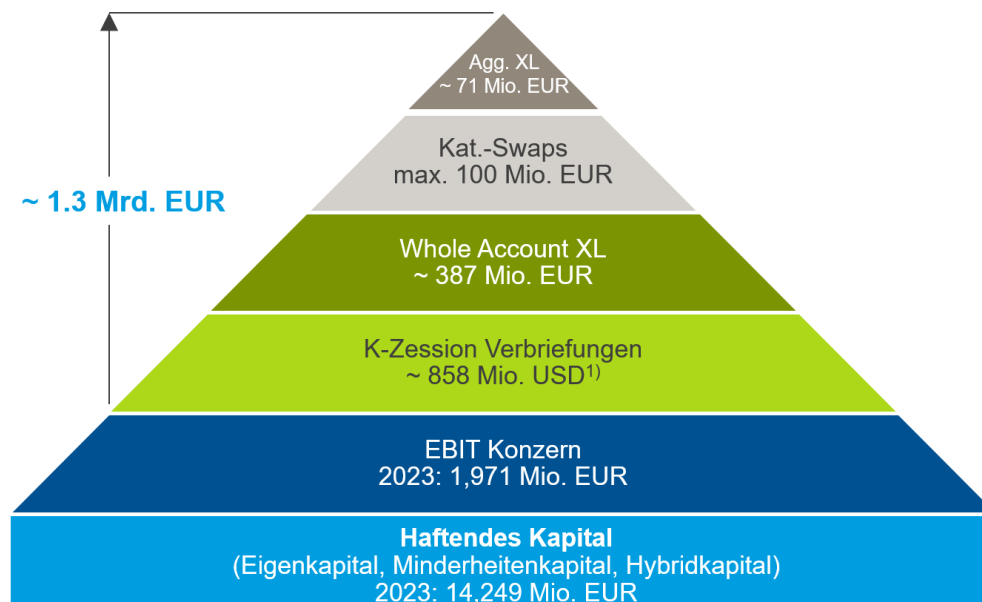 Agg. XL
~ 71 Mio. EUR
Kat.-Swaps
max. 100 Mio. EUR
~ 1.3 Mrd. EUR
Whole Account XL
~ 387 Mio. EUR
K-Zession Verbriefungen
~ 858 Mio. USD1)
EBIT Konzern
2023: 1,971 Mio. EUR
Haftendes Kapital
(Eigenkapital, Minderheitenkapital, Hybridkapital)
2023: 14,249 Mio. EUR